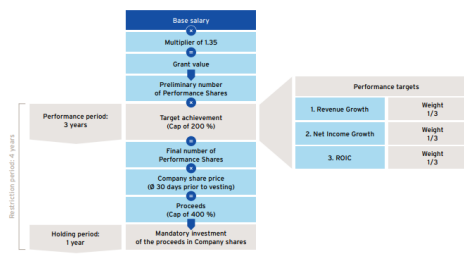 Base salary
×
Multiplier of 1.35
=
Grant value
Preliminary number
of Performance Shares
×
Performance period:
3 years
Target achievement
(Cap of 200 %)
=
Final number of
Performance Shares
×
Company share price
(Ø 30 days prior to vesting)
=
Proceeds
(Cap of 400 %)
Holding period:
1 year
Mandatory investment
of the proceeds in Company shares
Restriction period: 4 years
Performance targets
1. Revenue Growth
Weight
1/3
2. Net Income Growth
Weight
1/3
3. ROIC
Weight
1/3